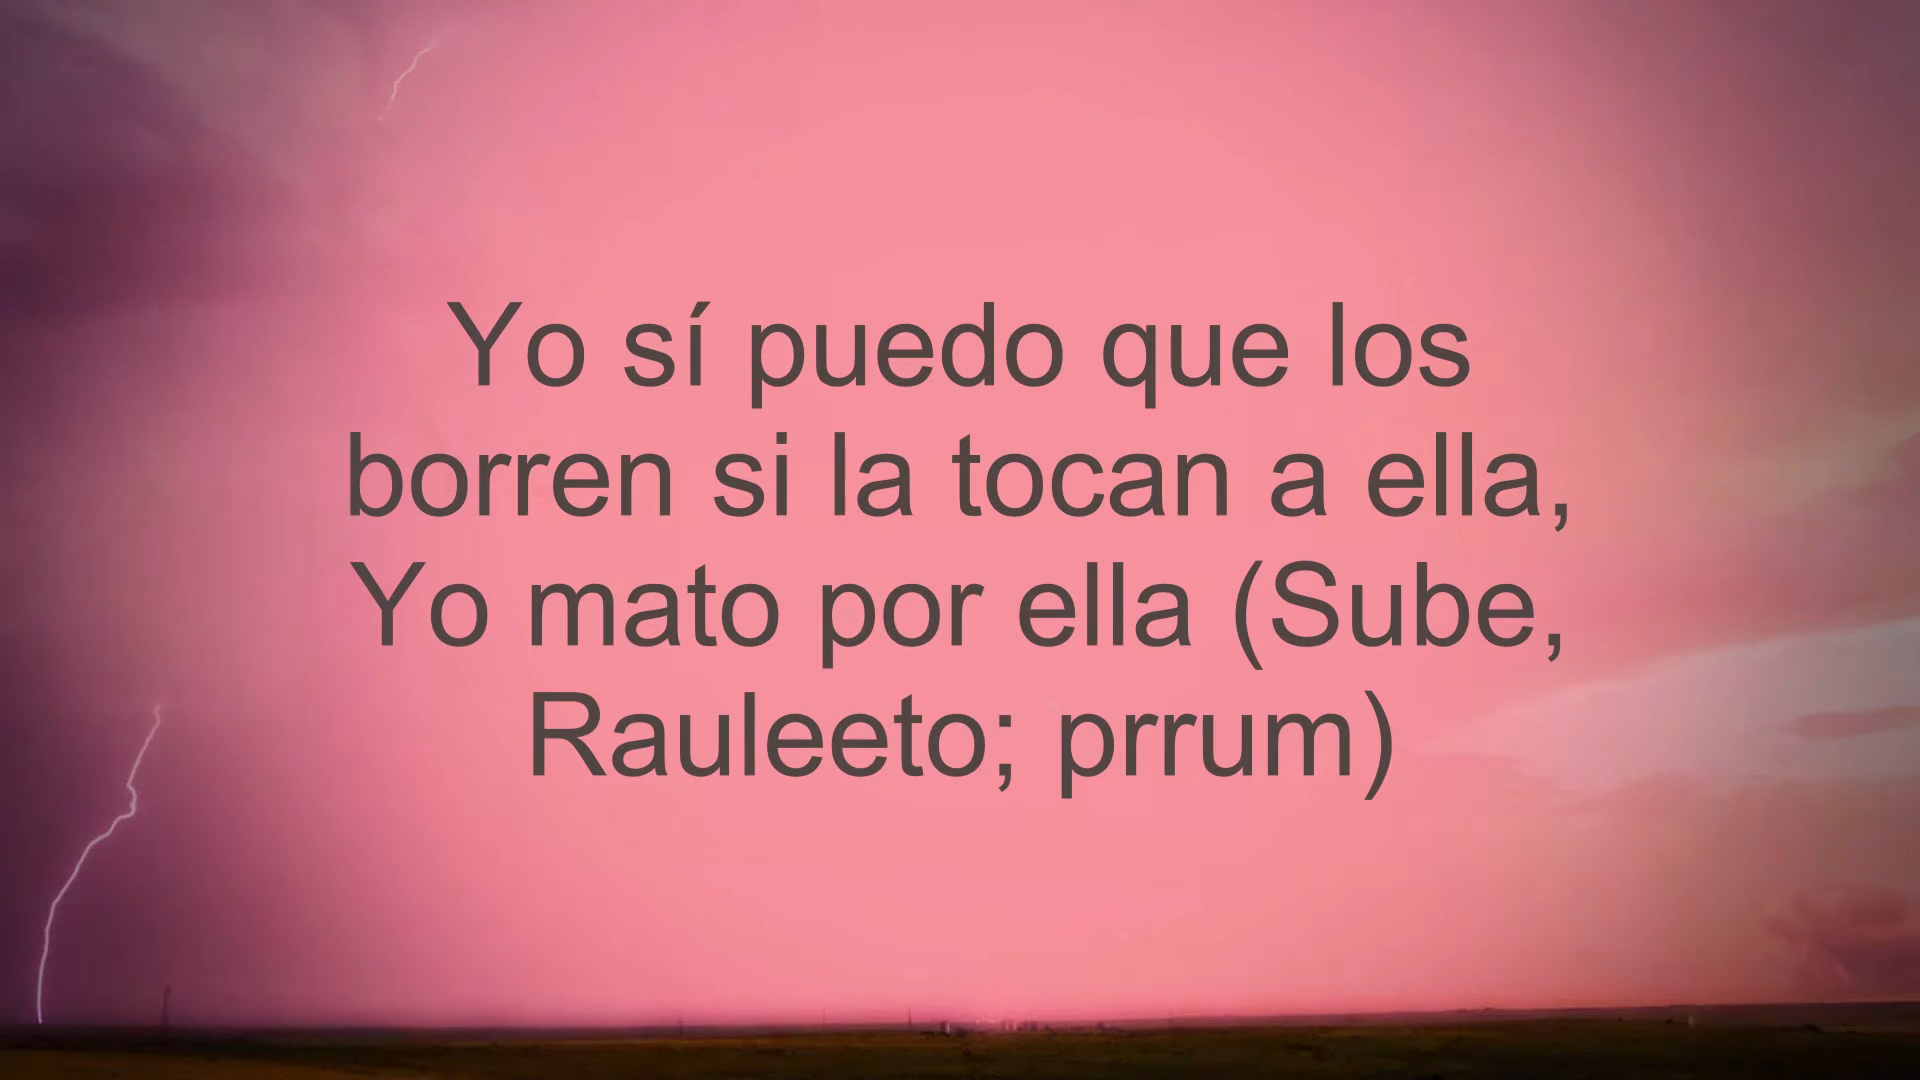 Yo sí puedo que los
borren si la tocan a ella,
Yo mato por ella (Sube,
Rauleeto; prrum)